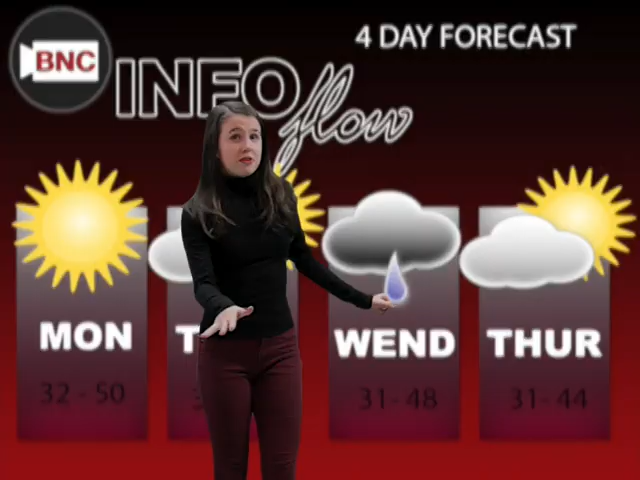 4 DAY FORECAST
BNC
INFO flow
MON
T
WEND
THUR
32 - 50
31- 48
31- 44